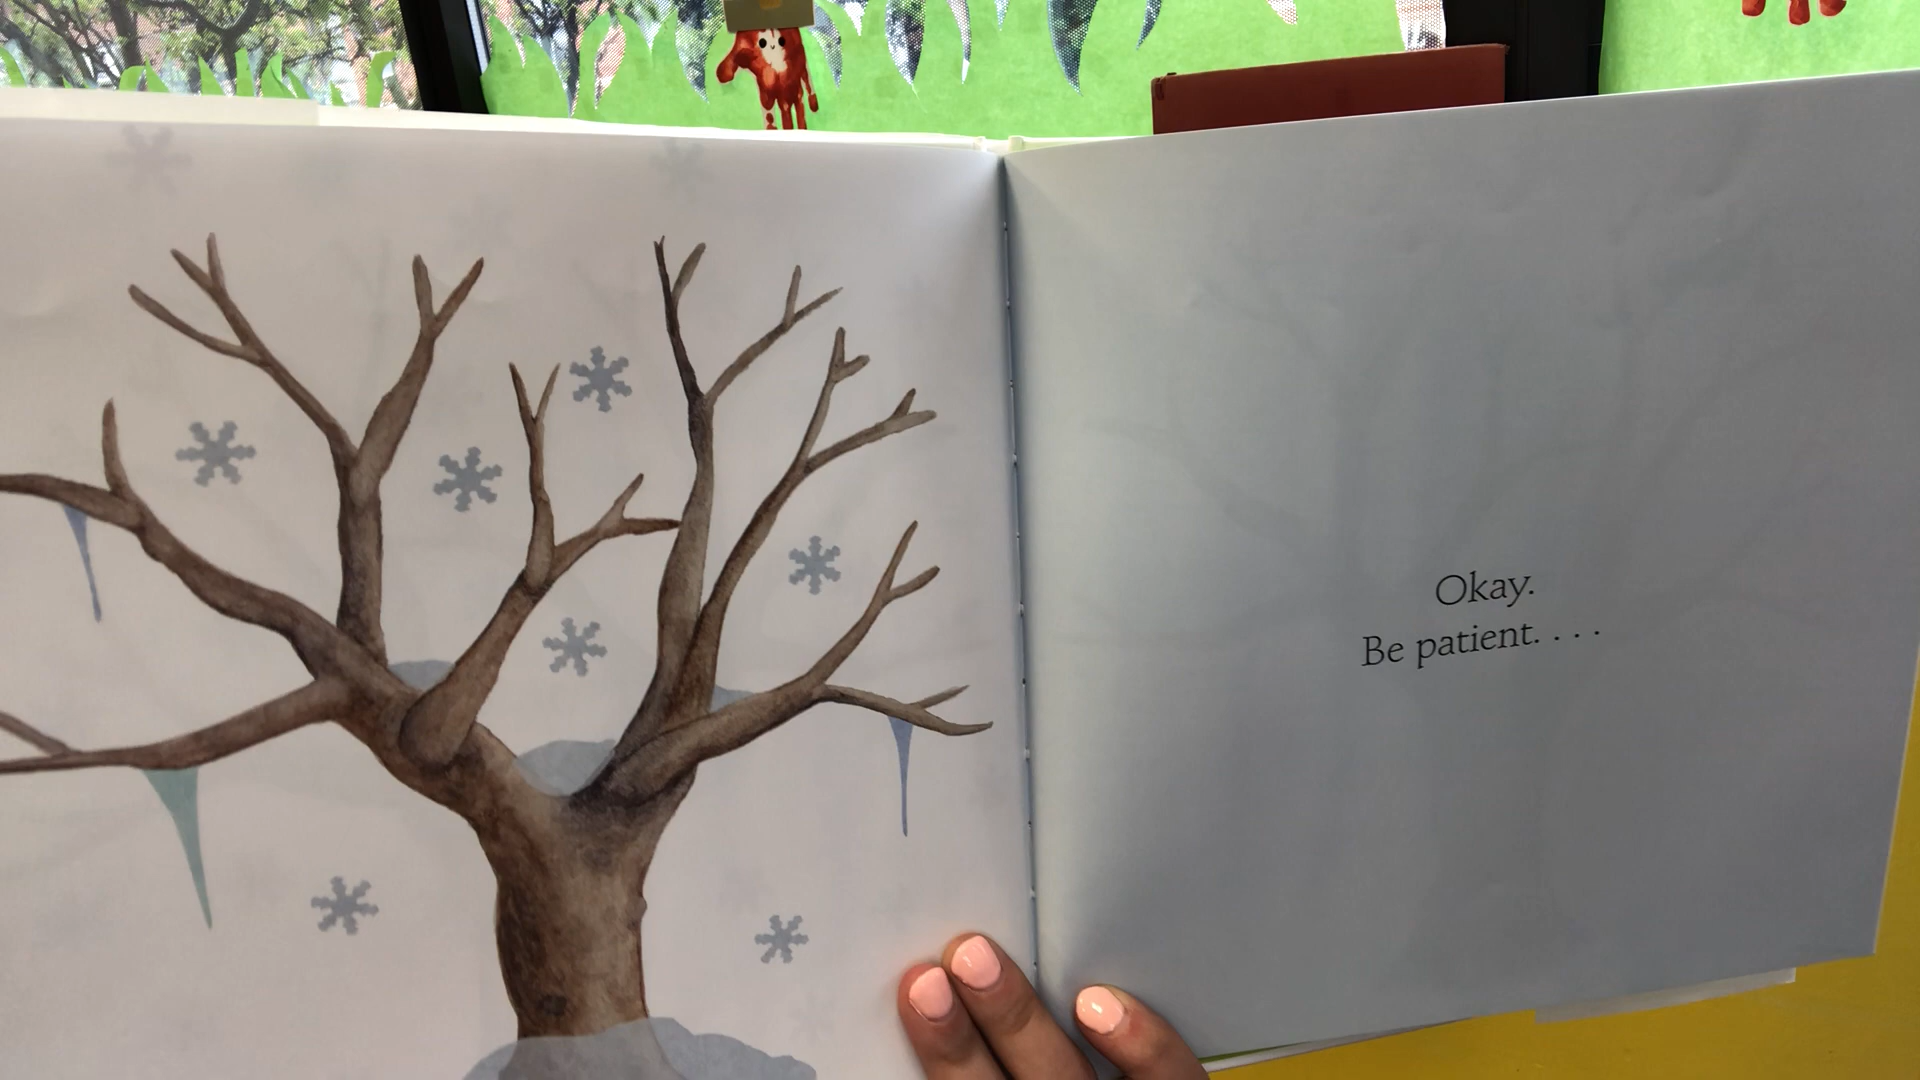 Okay.
Be patient. . . .